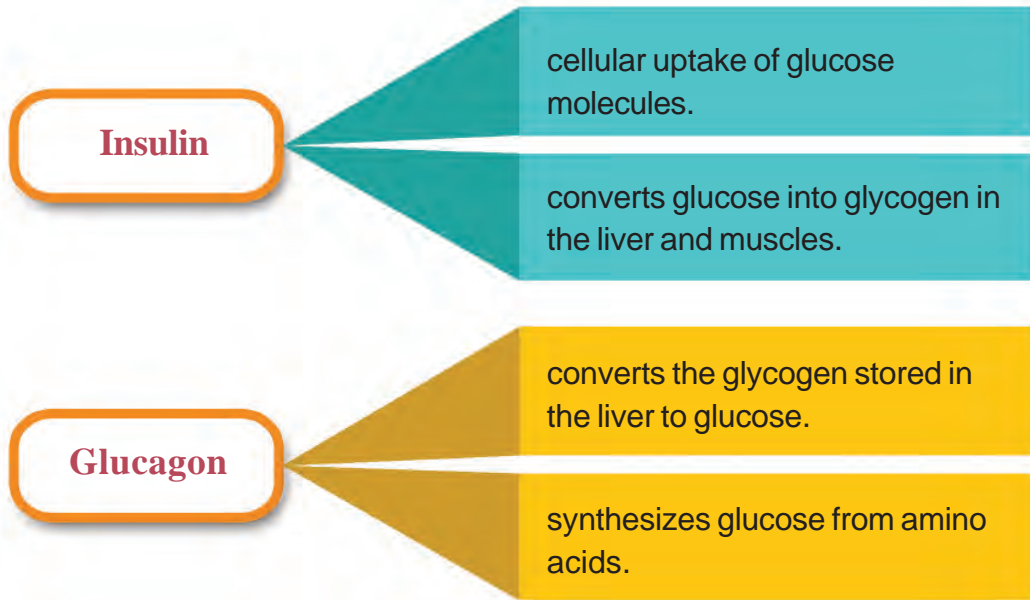 Insulin
cellular uptake of glucose
molecules.
converts glucose into glycogen in
the liver and muscles.
Glucagon
converts the glycogen stored in
the liver to glucose.
synthesizes glucose from amino
acids.